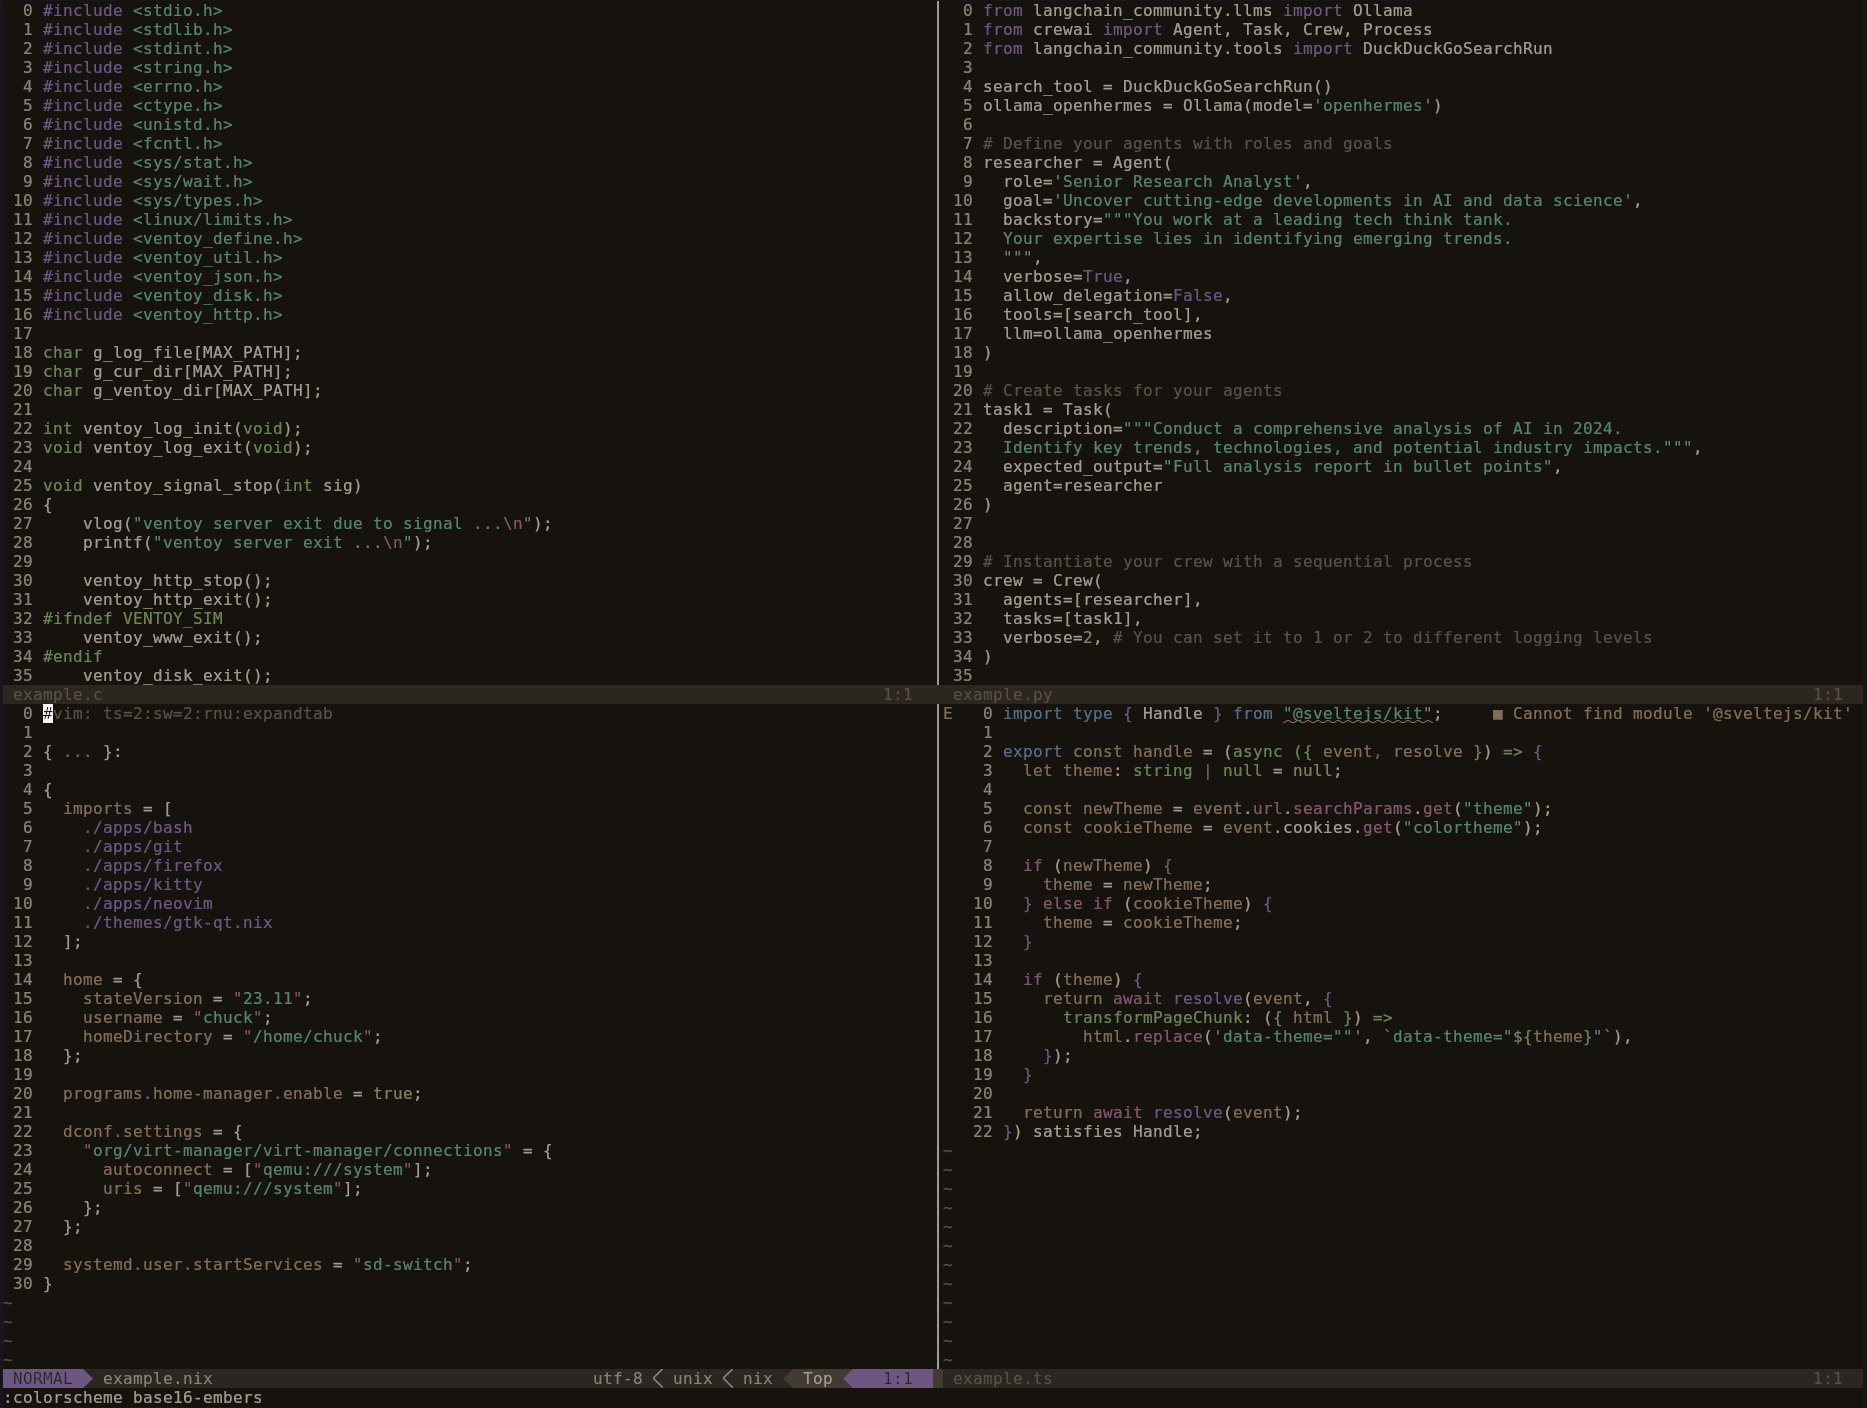 0 #include <stdio.h>
1 #include <stdlib.h>
2 #include <stdint.h>
3 #include <string.h>
4 #include <errno.h>
5 #include <ctype.h>
6 #include <unistd.h>
7 #include <fcntl.h>
8 #include <sys/stat.h>
9 #include <sys/wait.h>
10 #include <sys/types.h>
11 #include <linux/limits.h>
12 #include <ventoy_define.h>
13 #include <ventoy_util.h>
14 #include <ventoy_json.h>
15 #include <ventoy_disk.h>
16 #include <ventoy_http.h>
17
18 char g_log_file[MAX_PATH];
19 char g_cur_dir[MAX_PATH];
20 char g_ventoy_dir[MAX_PATH];
21
22 int ventoy_log_init(void);
23 void ventoy_log_exit(void);
24
25 void ventoy_signal_stop(int sig)
26 {
27     vlog("ventoy server exit due to signal ...\n");
28     printf("ventoy server exit ...\n");
29
30     ventoy_http_stop();
31     ventoy_http_exit();
32 #ifndef VENTOY_SIM
33     ventoy_www_exit();
34 #endif
35     ventoy_disk_exit();
example.c 1:1
0 from langchain_community.llms import Ollama
1 from crewai import Agent, Task, Crew, Process
2 from langchain_community.tools import DuckDuckGoSearchRun
3
4 search_tool = DuckDuckGoSearchRun()
5 ollama_openhermes = Ollama(model='openhermes')
6
7 # Define your agents with roles and goals
8 researcher = Agent(
9   role='Senior Research Analyst',
10   goal='Uncover cutting-edge developments in AI and data science',
11   backstory="""You work at a leading tech think tank.
12   Your expertise lies in identifying emerging trends.
13   """,
14   verbose=True,
15   allow_delegation=False,
16   tools=[search_tool],
17   llm=ollama_openhermes
18 )
19
20 # Create tasks for your agents
21 task1 = Task(
22   description="""Conduct a comprehensive analysis of AI in 2024.
23   Identify key trends, technologies, and potential industry impacts.""",
24   expected_output="Full analysis report in bullet points",
25   agent=researcher
26 )
27
28
29 # Instantiate your crew with a sequential process
30 crew = Crew(
31   agents=[researcher],
32   tasks=[task1],
33   verbose=2, # You can set it to 1 or 2 to different logging levels
34 )
35
example.py 1:1
0 #vim: ts=2:sw=2:rnu:expandtab
1
2 { ... }:
3
4 {
5   imports = [
6     ./apps/bash
7     ./apps/git
8     ./apps/firefox
9     ./apps/kitty
10     ./apps/neovim
11     ./themes/gtk-qt.nix
12   ];
13
14   home = {
15     stateVersion = "23.11";
16     username = "chuck";
17     homeDirectory = "/home/chuck";
18   };
19
20   programs.home-manager.enable = true;
21
22   dconf.settings = {
23     "org/virt-manager/virt-manager/connections" = {
24       autoconnect = ["qemu:///system"];
25       uris = ["qemu:///system"];
26     };
27   };
28
29   systemd.user.startServices = "sd-switch";
30 }
~
~
~
~
NORMAL example.nix utf-8 unix nix Top 1:1
E 0 import type { Handle } from "@sveltejs/kit"; ■ Cannot find module '@sveltejs/kit'
1
2 export const handle = (async ({ event, resolve }) => {
3   let theme: string | null = null;
4
5   const newTheme = event.url.searchParams.get("theme");
6   const cookieTheme = event.cookies.get("colortheme");
7
8   if (newTheme) {
9     theme = newTheme;
10   } else if (cookieTheme) {
11     theme = cookieTheme;
12   }
13
14   if (theme) {
15     return await resolve(event, {
16       transformPageChunk: ({ html }) =>
17         html.replace('data-theme=""', `data-theme="${theme}"`),
18     });
19   }
20
21   return await resolve(event);
22 }) satisfies Handle;
~
~
~
~
~
~
~
~
~
~
~
~
example.ts 1:1
:colorscheme base16-embers